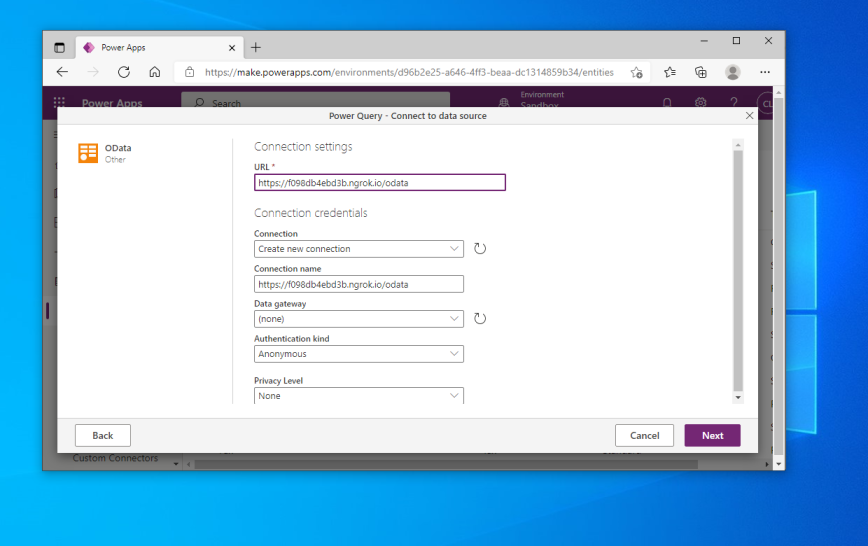 Power Apps
https://make.powerapps.com/environments/d96b2e25-a646-4ff3-beaa-dc1314859b34/entities
Power Apps
Search
Environment
Sandbox
CL
Power Query - Connect to data source
OData
Other
Connection settings
URL *
https://f098db4ebd3b.ngrok.io/odata
Connection credentials
Connection
Create new connection
Connection name
https://f098db4ebd3b.ngrok.io/odata
Data gateway
(none)
Authentication kind
Anonymous
Privacy Level
None
Back
Cancel
Next
Custom Connectors